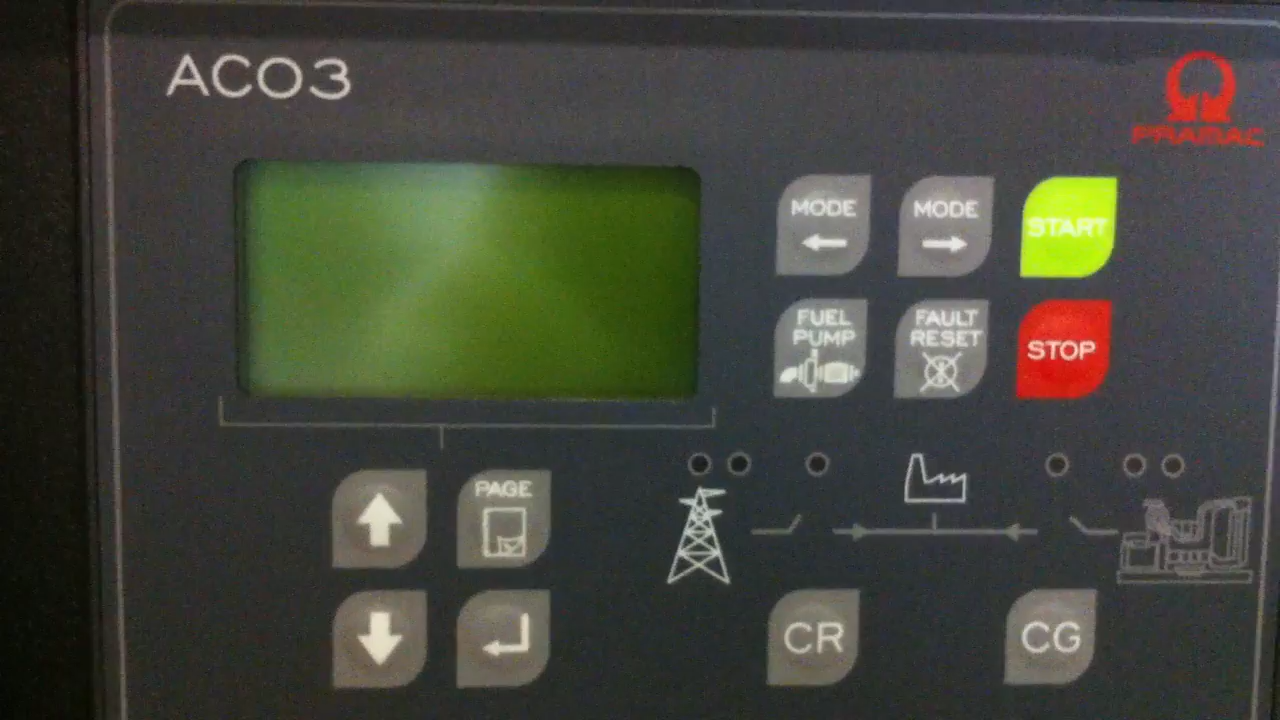 ACO3
PRAMAC
MODE
MODE
START
FUEL
PUMP
FAULT
RESET
STOP
PAGE
CR
CG